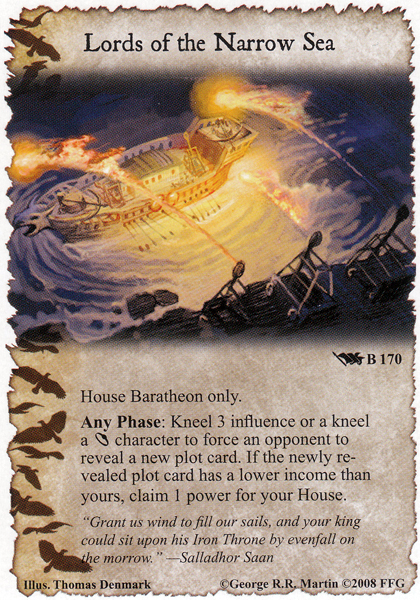 Lords of the Narrow Sea
B 170
House Baratheon only.
Any Phase: Kneel 3 influence or a kneel
a character to force an opponent to
reveal a new plot card. If the newly re-
vealed plot card has a lower income than
yours, claim 1 power for your House.
“Grant us wind to fill our sails, and your king
could sit upon his Iron Throne by evenfall on
the morrow.” —Salladhor Saan
Illus. Thomas Denmark ©George R.R. Martin ©2008 FFG